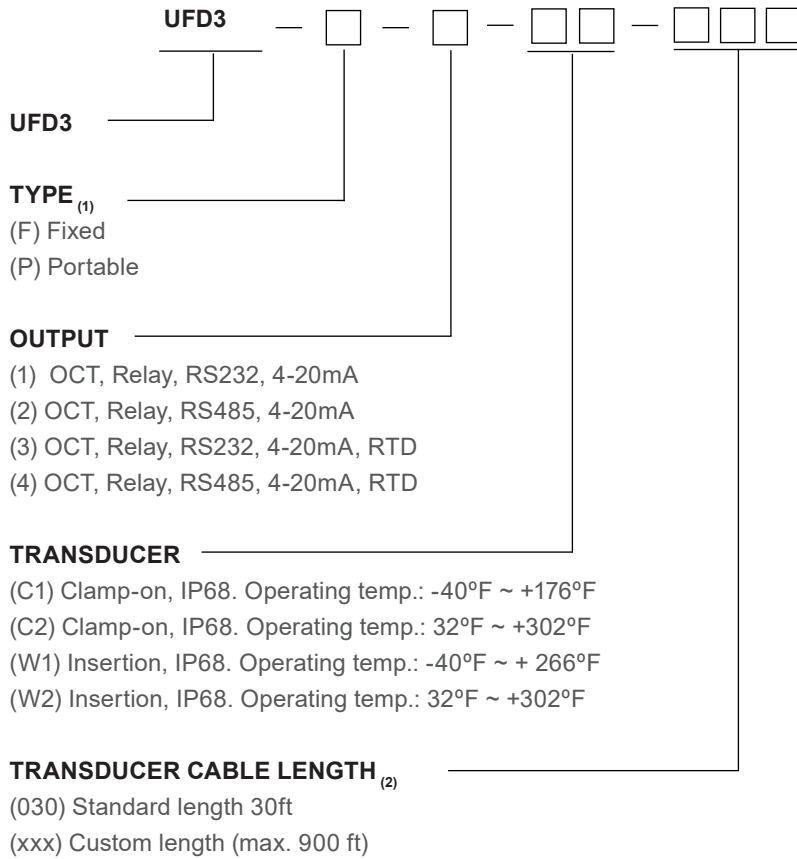 UFD3
UFD3
TYPE (1)
(F) Fixed
(P) Portable
OUTPUT
(1) OCT, Relay, RS232, 4-20mA
(2) OCT, Relay, RS485, 4-20mA
(3) OCT, Relay, RS232, 4-20mA, RTD
(4) OCT, Relay, RS485, 4-20mA, RTD
TRANSDUCER
(C1) Clamp-on, IP68. Operating temp.: -40ºF ~ +176ºF
(C2) Clamp-on, IP68. Operating temp.: 32ºF ~ +302ºF
(W1) Insertion, IP68. Operating temp.: -40ºF ~ + 266ºF
(W2) Insertion, IP68. Operating temp.: 32ºF ~ +302ºF
TRANSDUCER CABLE LENGTH (2)
(030) Standard length 30ft
(xxx) Custom length (max. 900 ft)